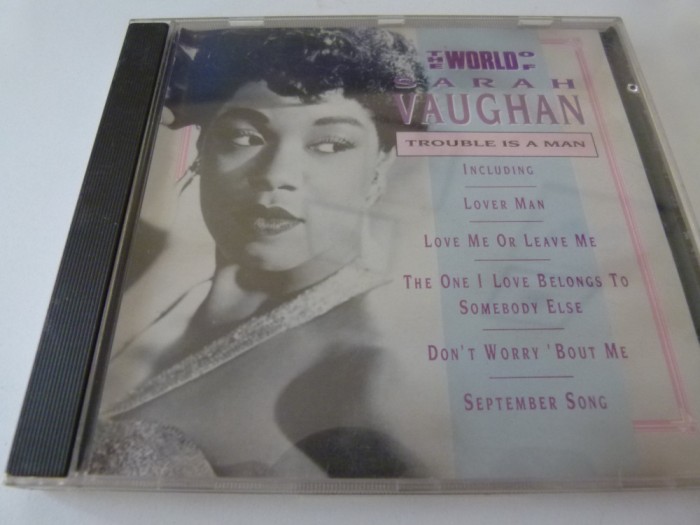 THE WORLD OF
SARAH
VAUGHAN
TROUBLE IS A MAN
INCLUDING
LOVER MAN
LOVE ME OR LEAVE ME
THE ONE I LOVE BELONGS TO
SOMEBODY ELSE
DON'T WORRY 'BOUT ME
SEPTEMBER SONG